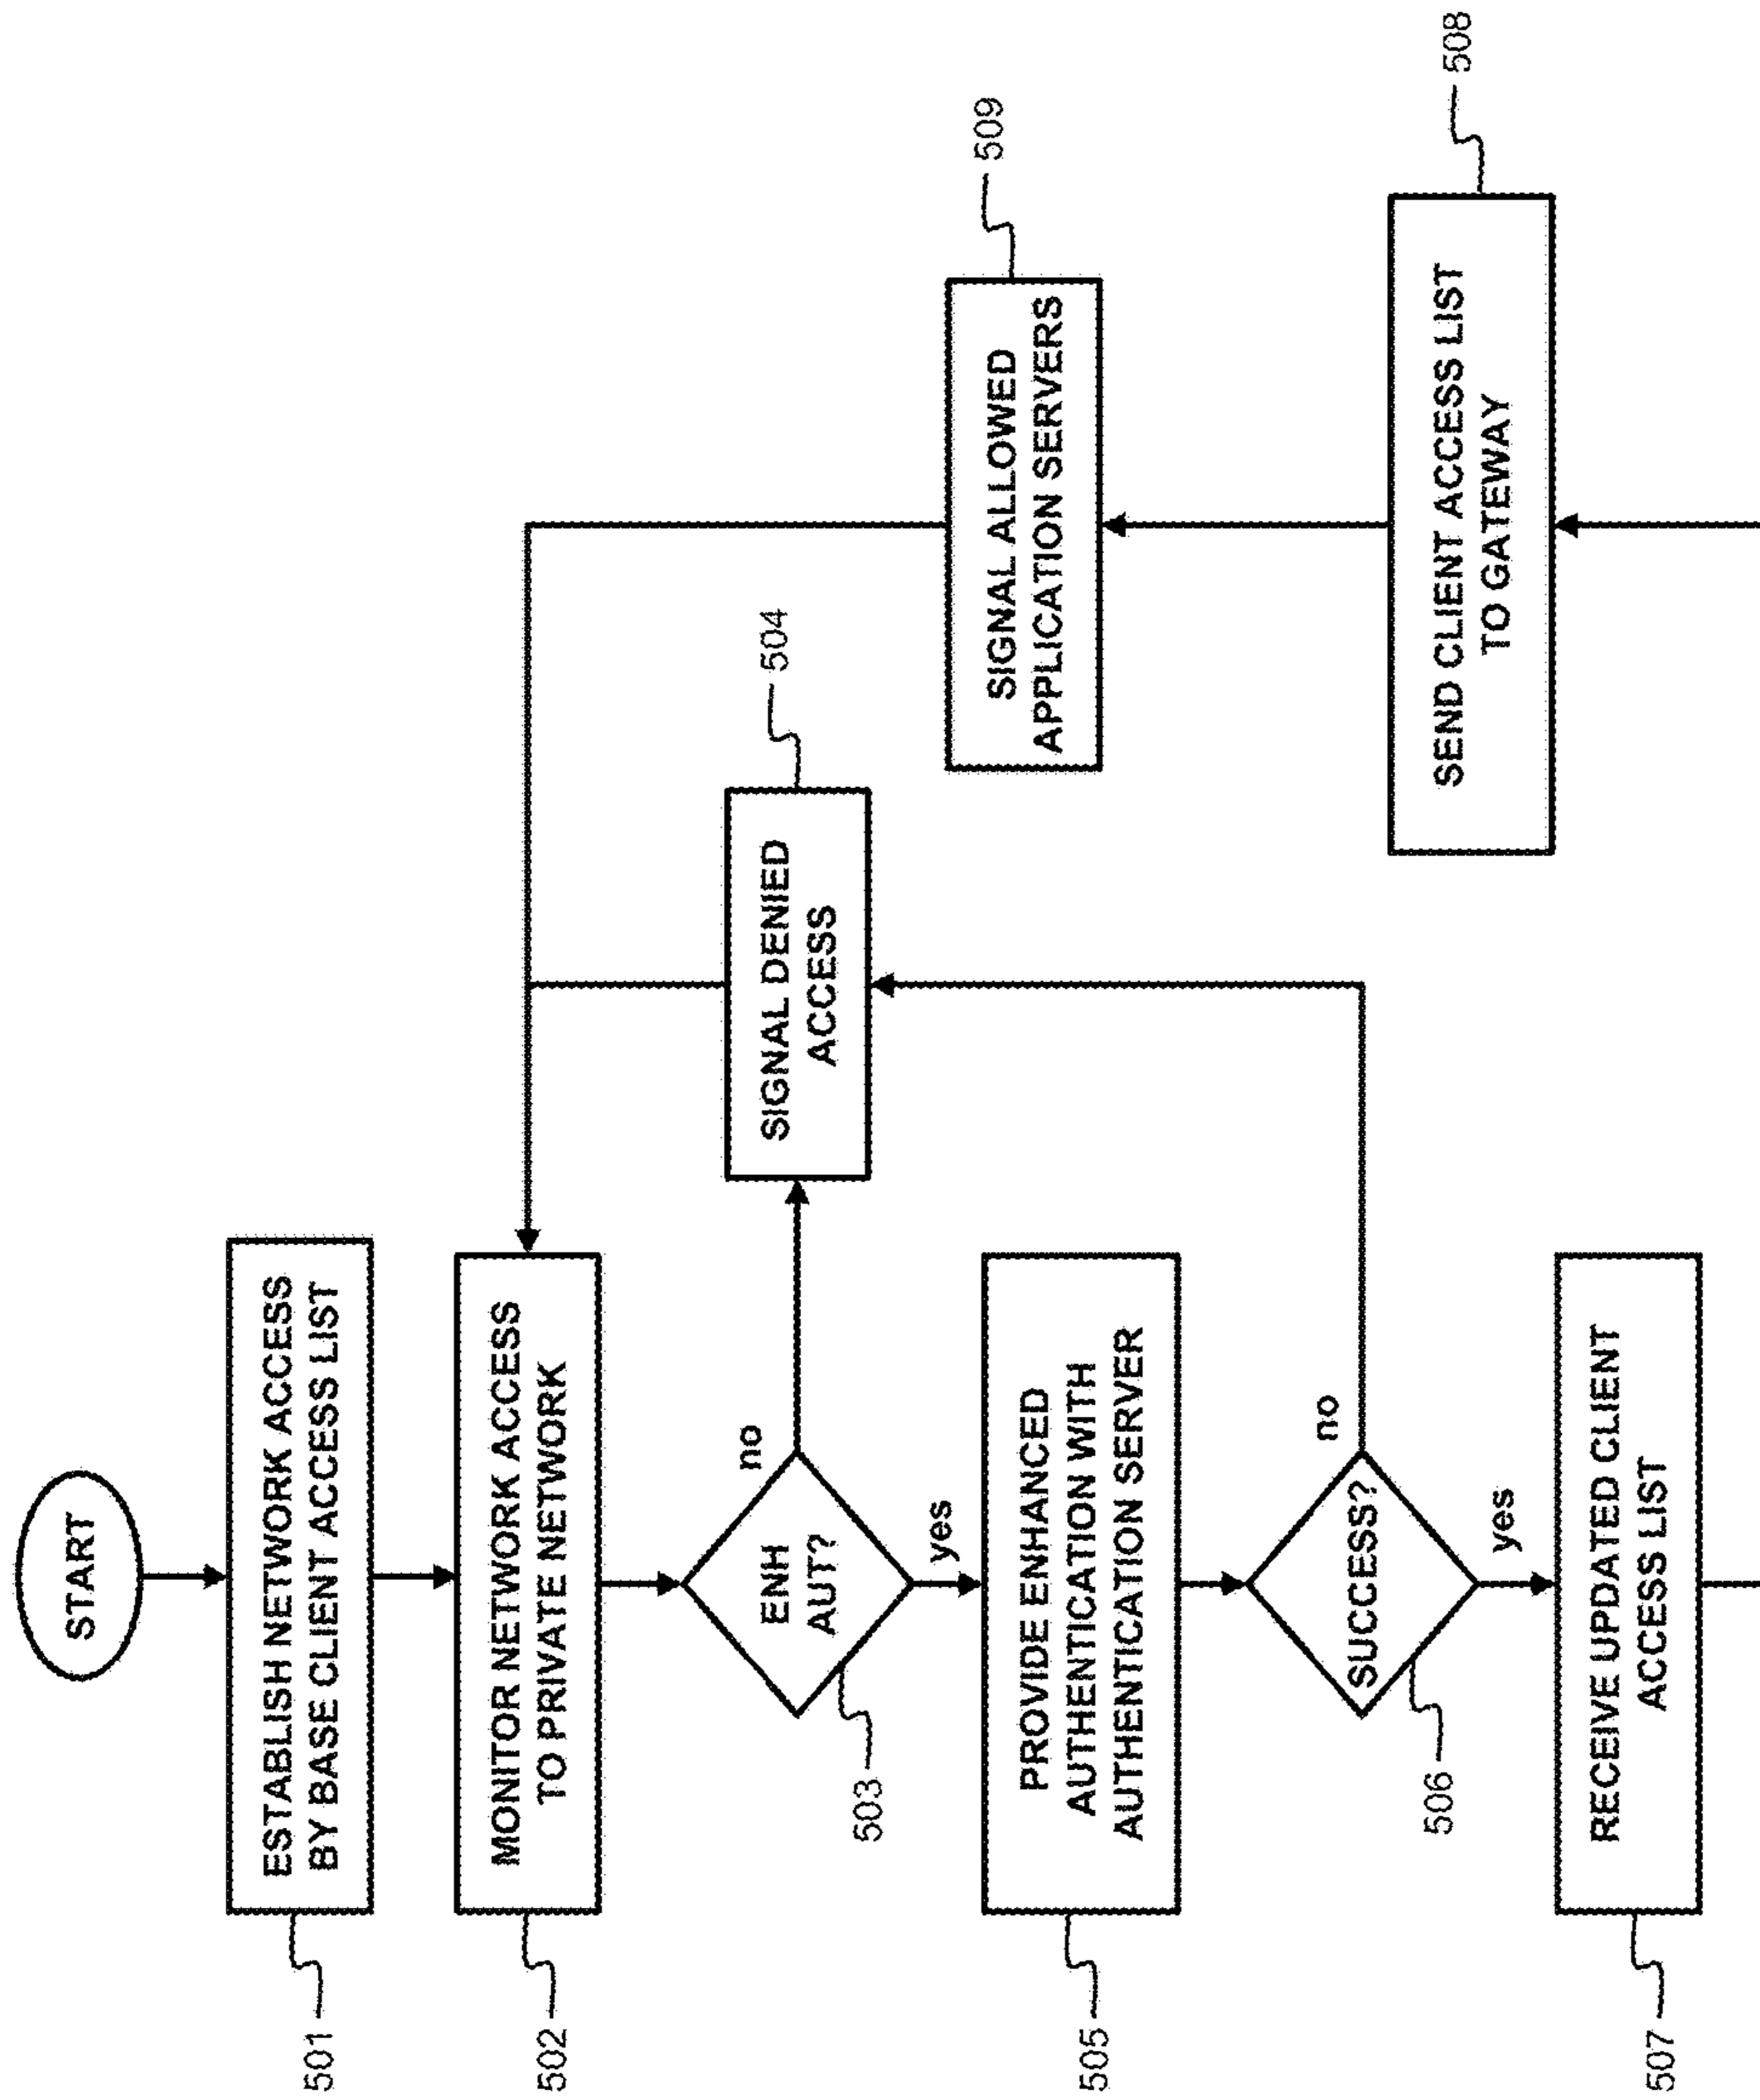 START
501
ESTABLISH NETWORK ACCESS
BY BASE CLIENT ACCESS LIST
502
MONITOR NETWORK ACCESS
TO PRIVATE NETWORK
503
ENH
AUT?
no
yes
504
SIGNAL DENIED
ACCESS
505
PROVIDE ENHANCED
AUTHENTICATION WITH
AUTHENTICATION SERVER
506
SUCCESS?
no
yes
507
RECEIVE UPDATED CLIENT
ACCESS LIST
508
SEND CLIENT ACCESS LIST
TO GATEWAY
509
SIGNAL ALLOWED
APPLICATION SERVERS